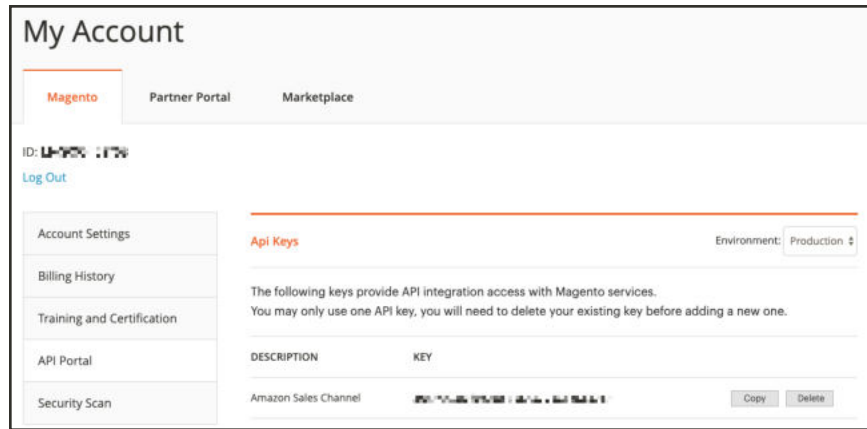 My Account
Magento Partner Portal Marketplace
ID:
Log Out
Account Settings
Billing History
Training and Certification
API Portal
Security Scan
Api Keys Environment: Production
The following keys provide API integration access with Magento services.
You may only use one API key, you will need to delete your existing key before adding a new one.
DESCRIPTION KEY
Amazon Sales Channel Copy Delete